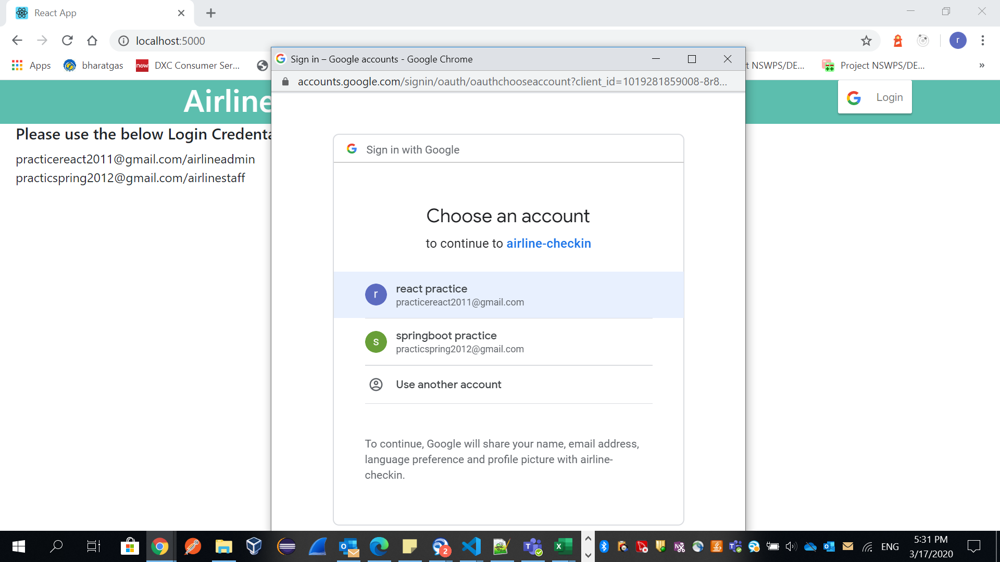 React App
localhost:5000
r
Apps
bharatgas
now
DXC Consumer Ser...
t NSWPS/DE...
Project NSWPS/DE...
»
Sign in – Google accounts - Google Chrome
accounts.google.com/signin/oauth/oauthchooseaccount?client_id=1019281859008-8r8...
Airline
Login
Please use the below Login Credenta
practicereact2011@gmail.com/airlineadmin
practicspring2012@gmail.com/airlinestaff
Sign in with Google
Choose an account
to continue to airline-checkin
r
react practice
practicereact2011@gmail.com
s
springboot practice
practicspring2012@gmail.com
Use another account
To continue, Google will share your name, email address,
language preference and profile picture with airline-
checkin.
2
ENG
5:31 PM
3/17/2020